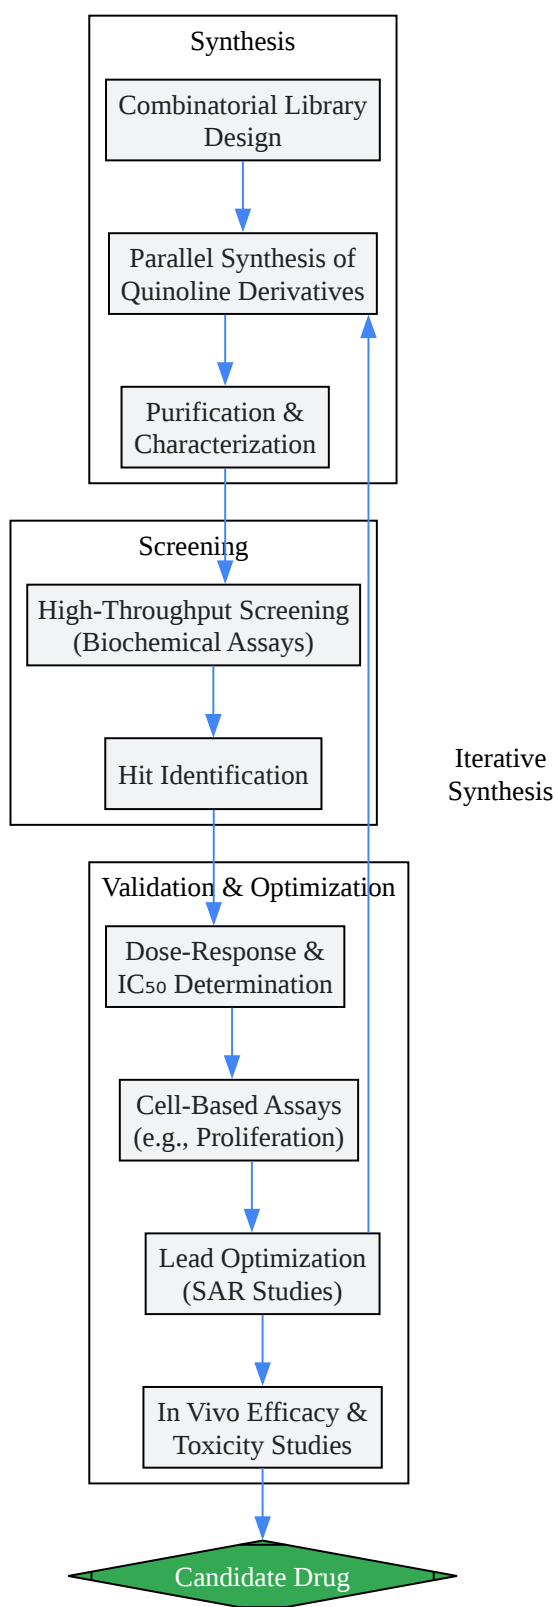 Synthesis
Combinatorial Library
Design
Parallel Synthesis of
Quinoline Derivatives
Purification &
Characterization
Screening
High-Throughput Screening
(Biochemical Assays)
Hit Identification
Iterative
Synthesis
Validation & Optimization
Dose-Response &
IC₅₀ Determination
Cell-Based Assays
(e.g., Proliferation)
Lead Optimization
(SAR Studies)
In Vivo Efficacy &
Toxicity Studies
Candidate Drug